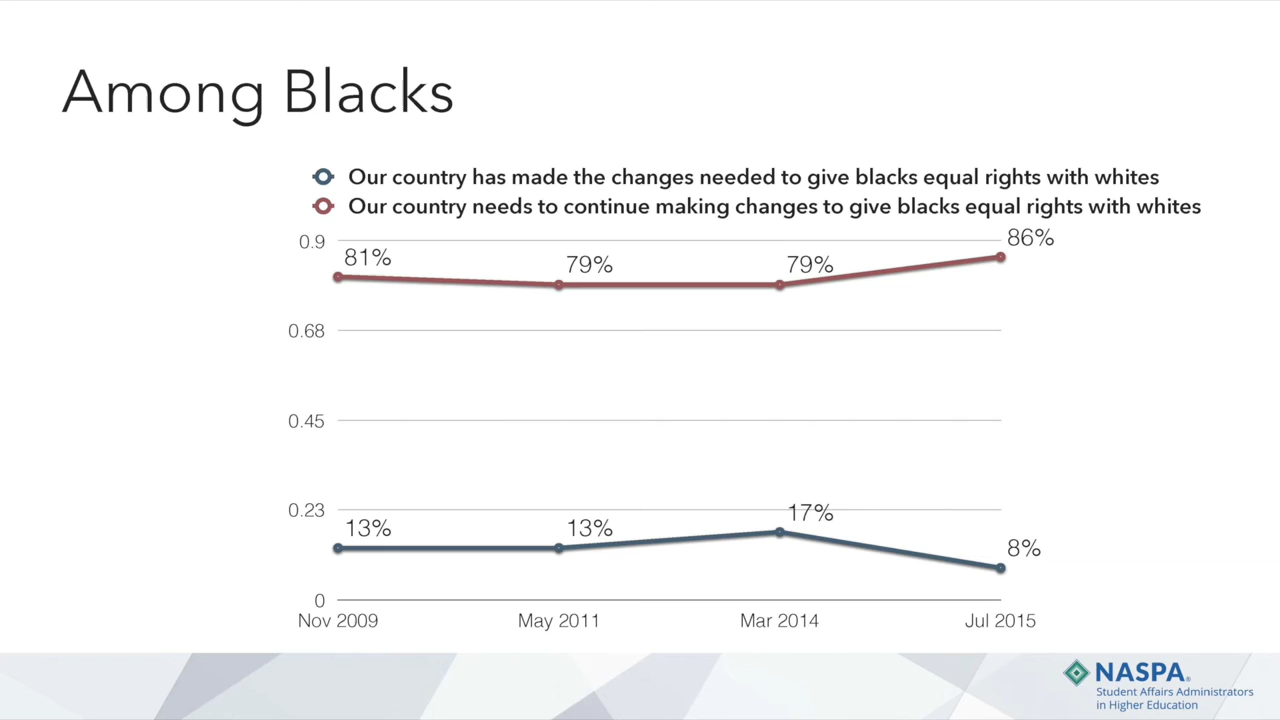 Among Blacks
Our country has made the changes needed to give blacks equal rights with whites
Our country needs to continue making changes to give blacks equal rights with whites
0.9
81%
79%
79%
86%
0.68
0.45
0.23
13%
13%
17%
8%
0
Nov 2009
May 2011
Mar 2014
Jul 2015
NASPA®
Student Affairs Administrators
in Higher Education